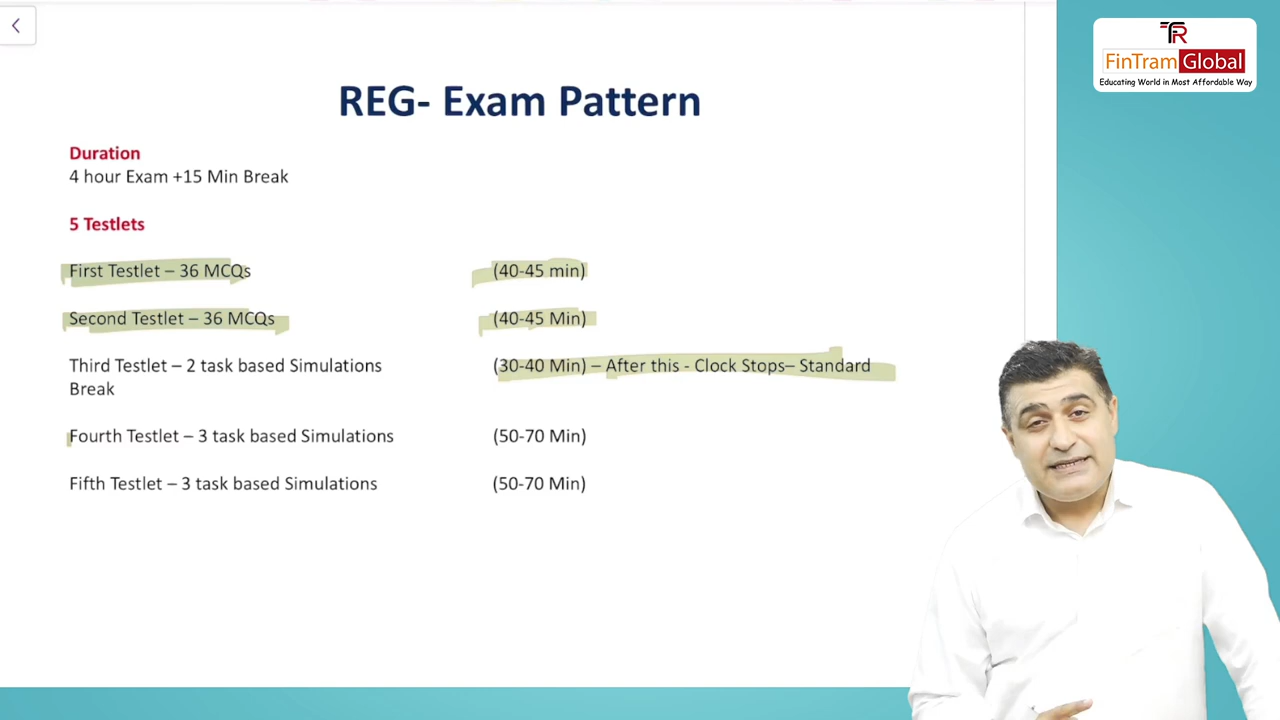 FinTram Global
Educating World in Most Affordable Way
REG- Exam Pattern
Duration
4 hour Exam +15 Min Break
5 Testlets
First Testlet – 36 MCQs (40-45 min)
Second Testlet – 36 MCQs (40-45 Min)
Third Testlet – 2 task based Simulations (30-40 Min) – After this - Clock Stops– Standard
Break
Fourth Testlet – 3 task based Simulations (50-70 Min)
Fifth Testlet – 3 task based Simulations (50-70 Min)